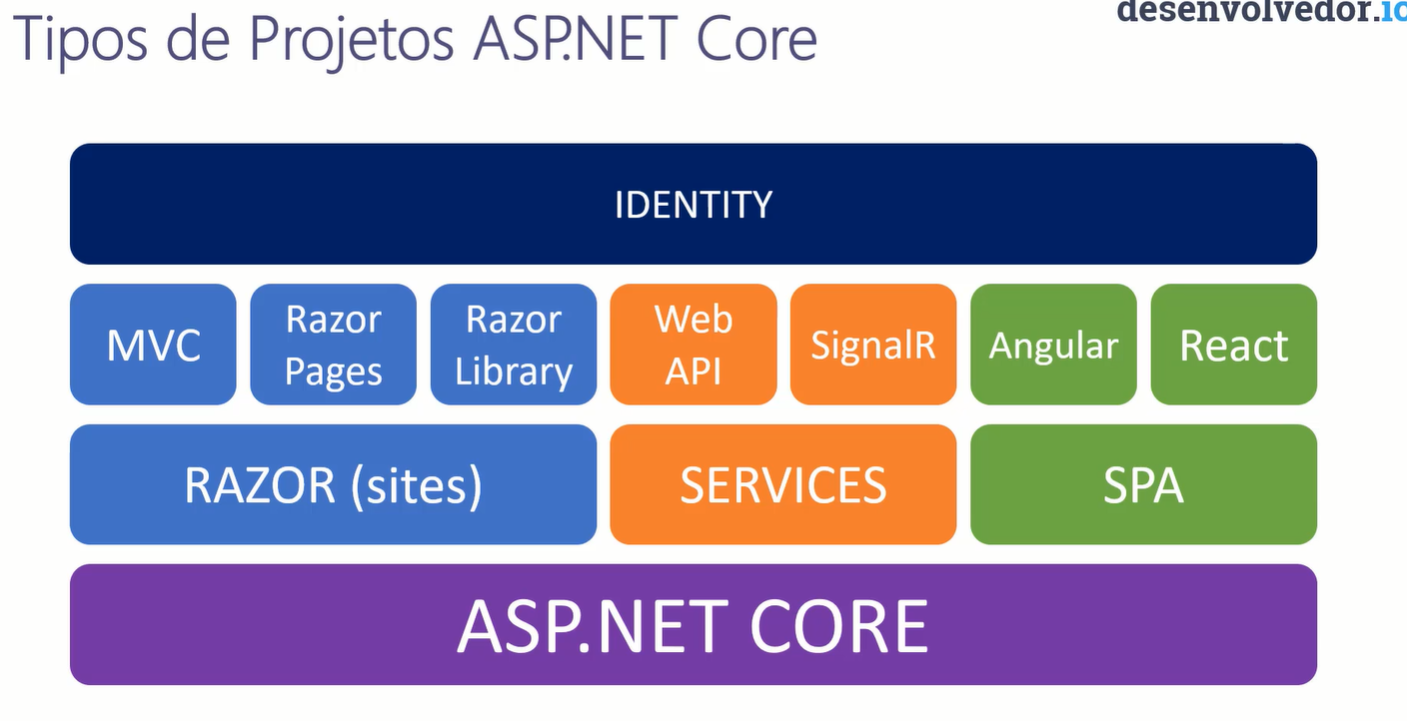 desenvolvedor.io
Tipos de Projetos ASP.NET Core
IDENTITY
MVC
Razor
Pages
Razor
Library
Web
API
SignalR
Angular
React
RAZOR (sites)
SERVICES
SPA
ASP.NET CORE